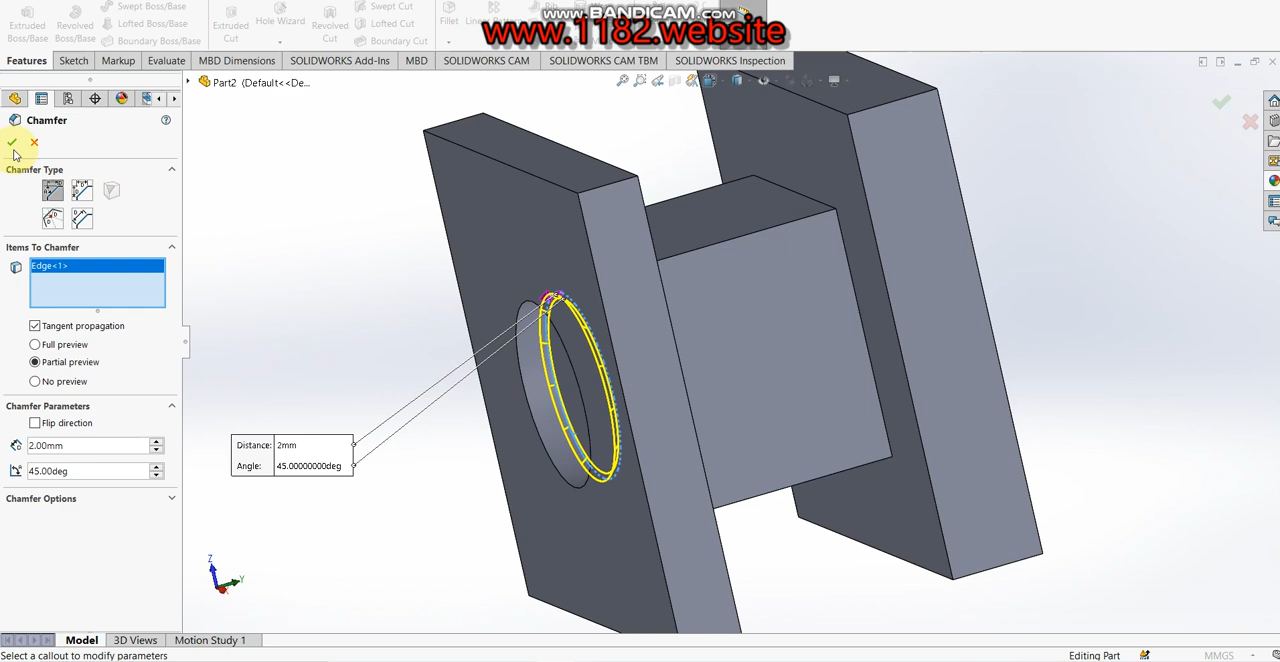 Extruded Boss/Base
Revolved Boss/Base
Swept Boss/Base
Lofted Boss/Base
Boundary Boss/Base
Extruded Cut
Hole Wizard
Revolved Cut
Swept Cut
Lofted Cut
Boundary Cut
Fillet
www.BANDICAM.com
www.1182.website
Features
Sketch
Markup
Evaluate
MBD Dimensions
SOLIDWORKS Add-Ins
MBD
SOLIDWORKS CAM
SOLIDWORKS CAM TBM
SOLIDWORKS Inspection
Part2 (Default<<De...
Chamfer
Chamfer Type
Items To Chamfer
Edge<1>
Tangent propagation
Full preview
Partial preview
No preview
Chamfer Parameters
Flip direction
2.00mm
45.00deg
Chamfer Options
Distance: 2mm
Angle: 45.00000000deg
Z
Y
Model
3D Views
Motion Study 1
Select a callout to modify parameters
Editing Part
MMGS